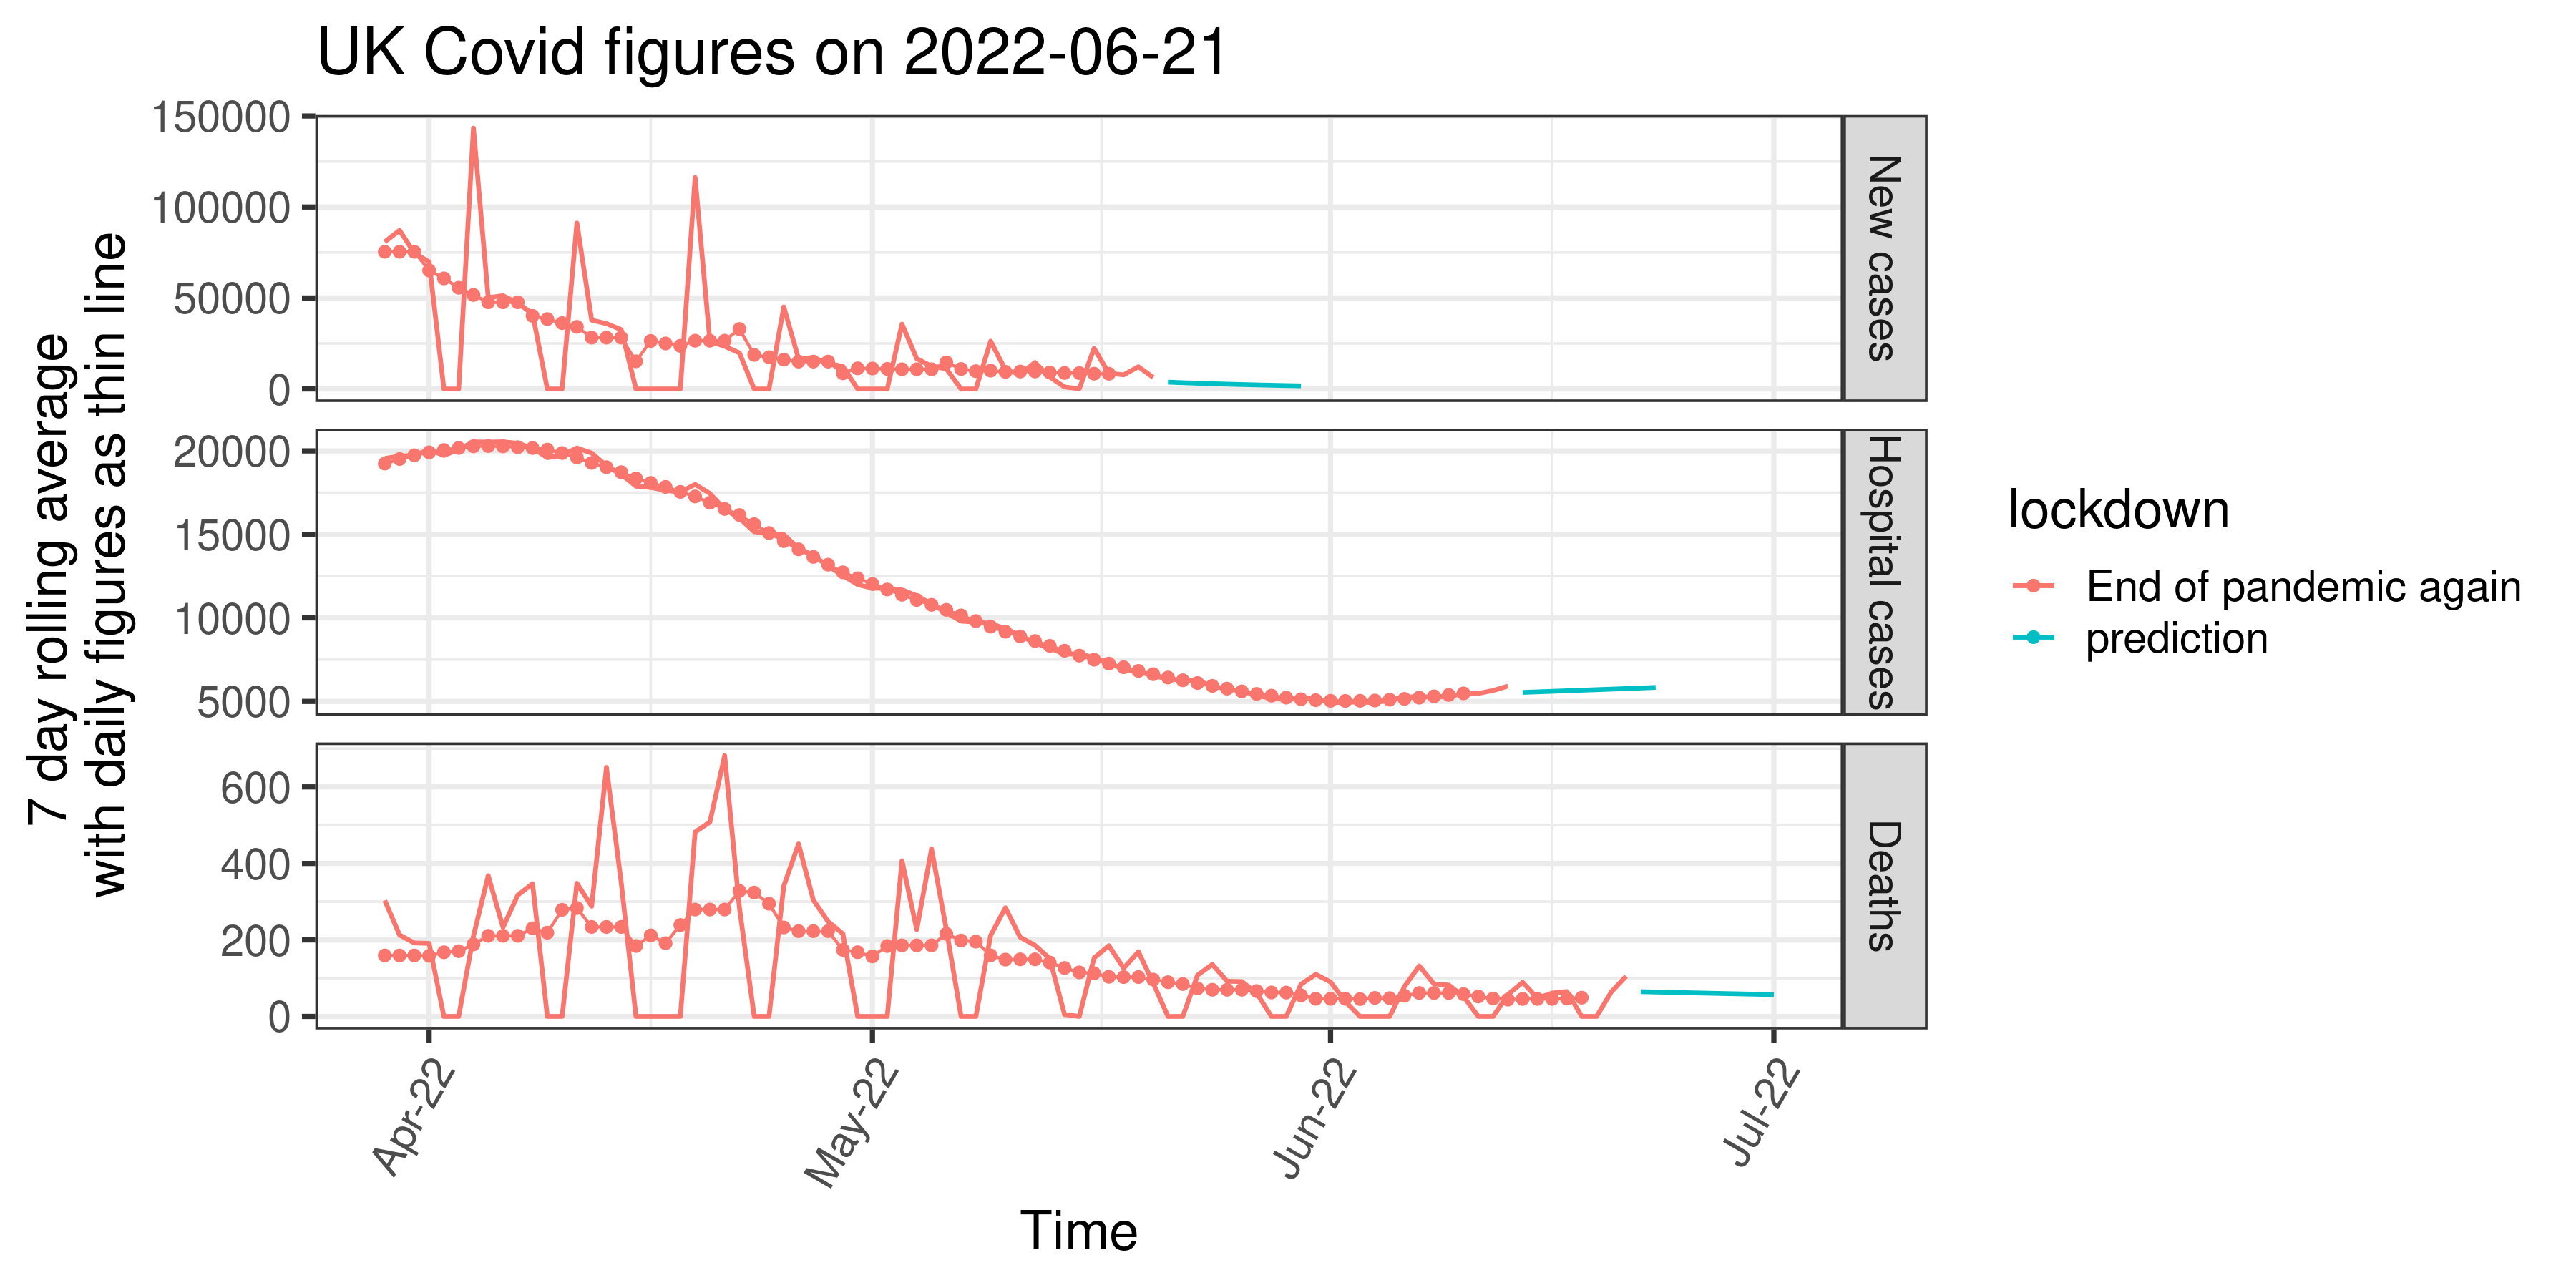 UK Covid figures on 2022-06-21
7 day rolling average
with daily figures as thin line
150000
100000
50000
0
New cases
20000
15000
10000
5000
Hospital cases
600
400
200
0
Deaths
Apr-22
May-22
Jun-22
Jul-22
Time
lockdown
End of pandemic again
prediction